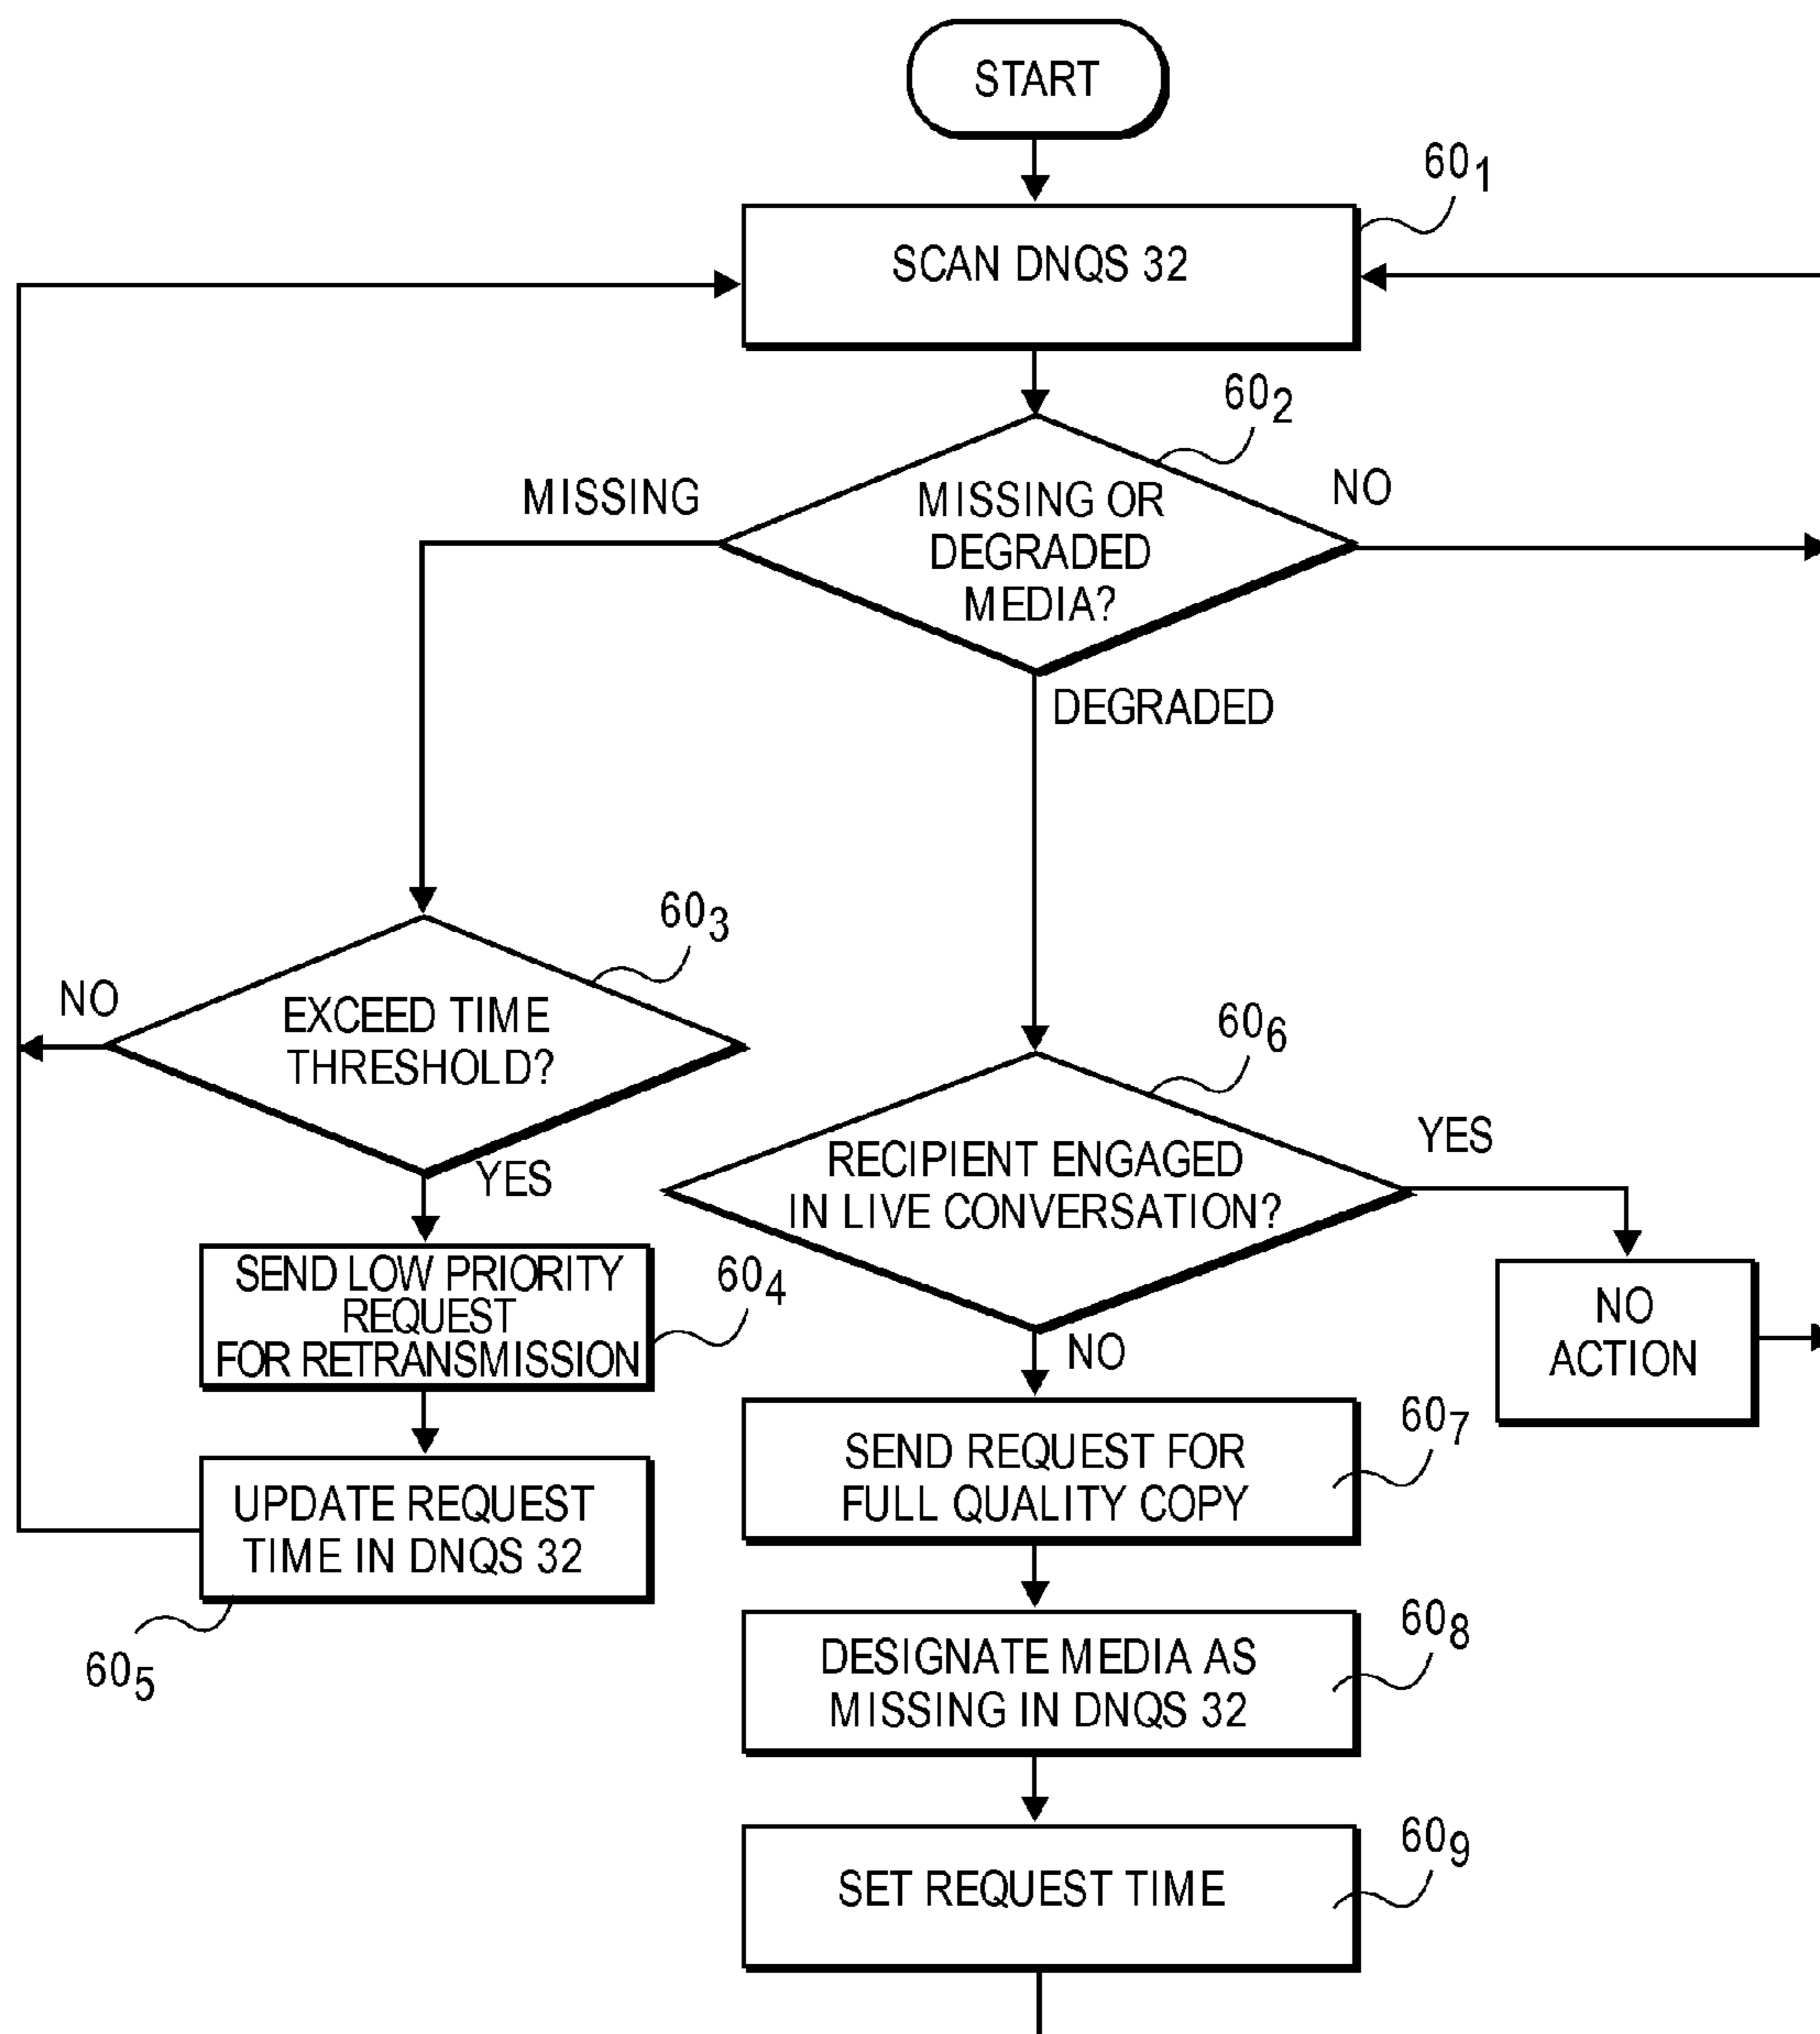 START
60₁
SCAN DNQS 32
60₂
MISSING
MISSING OR
DEGRADED
MEDIA?
NO
DEGRADED
60₃
NO
EXCEED TIME
THRESHOLD?
YES
60₆
RECIPIENT ENGAGED
IN LIVE CONVERSATION?
YES
NO
SEND LOW PRIORITY
REQUEST
FOR RETRANSMISSION
60₄
NO
ACTION
UPDATE REQUEST
TIME IN DNQS 32
60₅
SEND REQUEST FOR
FULL QUALITY COPY
60₇
DESIGNATE MEDIA AS
MISSING IN DNQS 32
60₈
SET REQUEST TIME
60₉